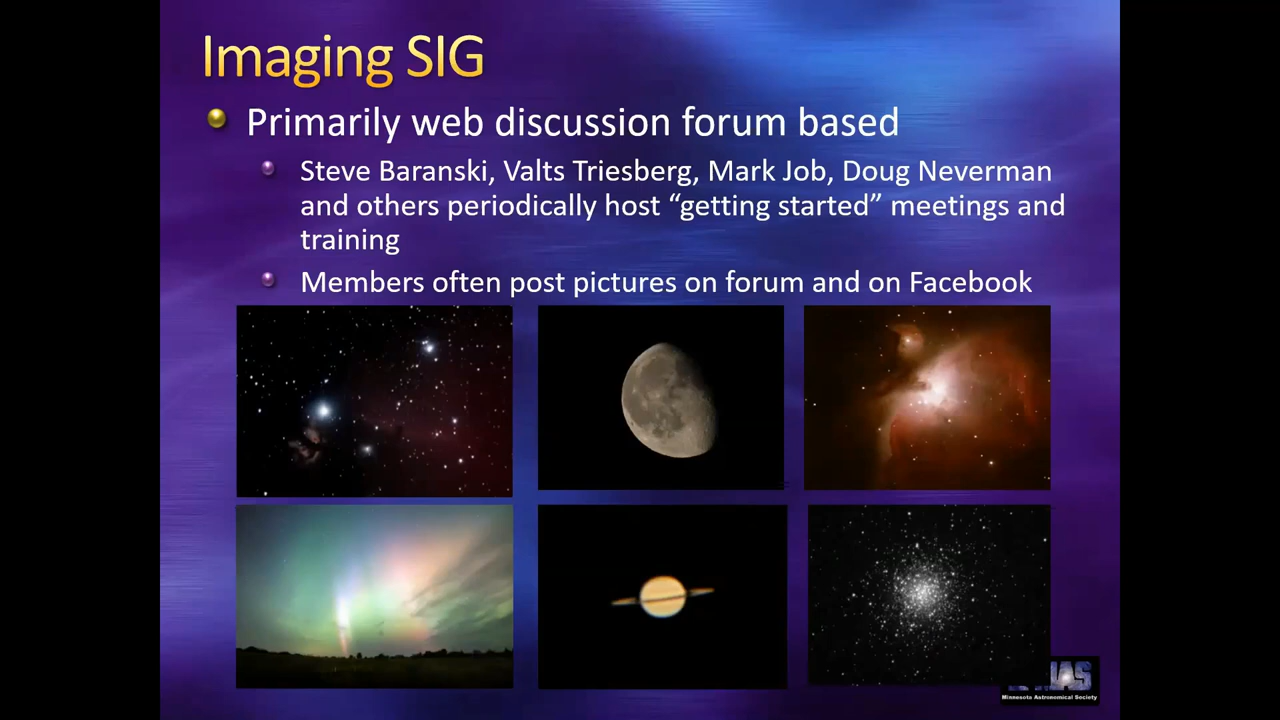 Imaging SIG
Primarily web discussion forum based
Steve Baranski, Valts Triesberg, Mark Job, Doug Neverman
and others periodically host “getting started” meetings and
training
Members often post pictures on forum and on Facebook
Minnesota Astronomical Society